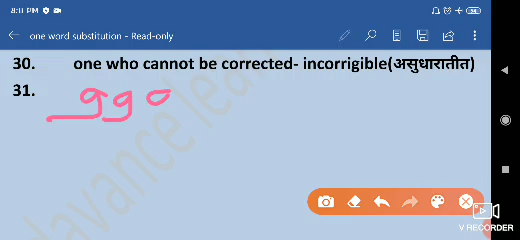 8:11 PM
one word substitution - Read-only
30. one who cannot be corrected- incorrigible(असुधारातीत)
31.
V RECORDER